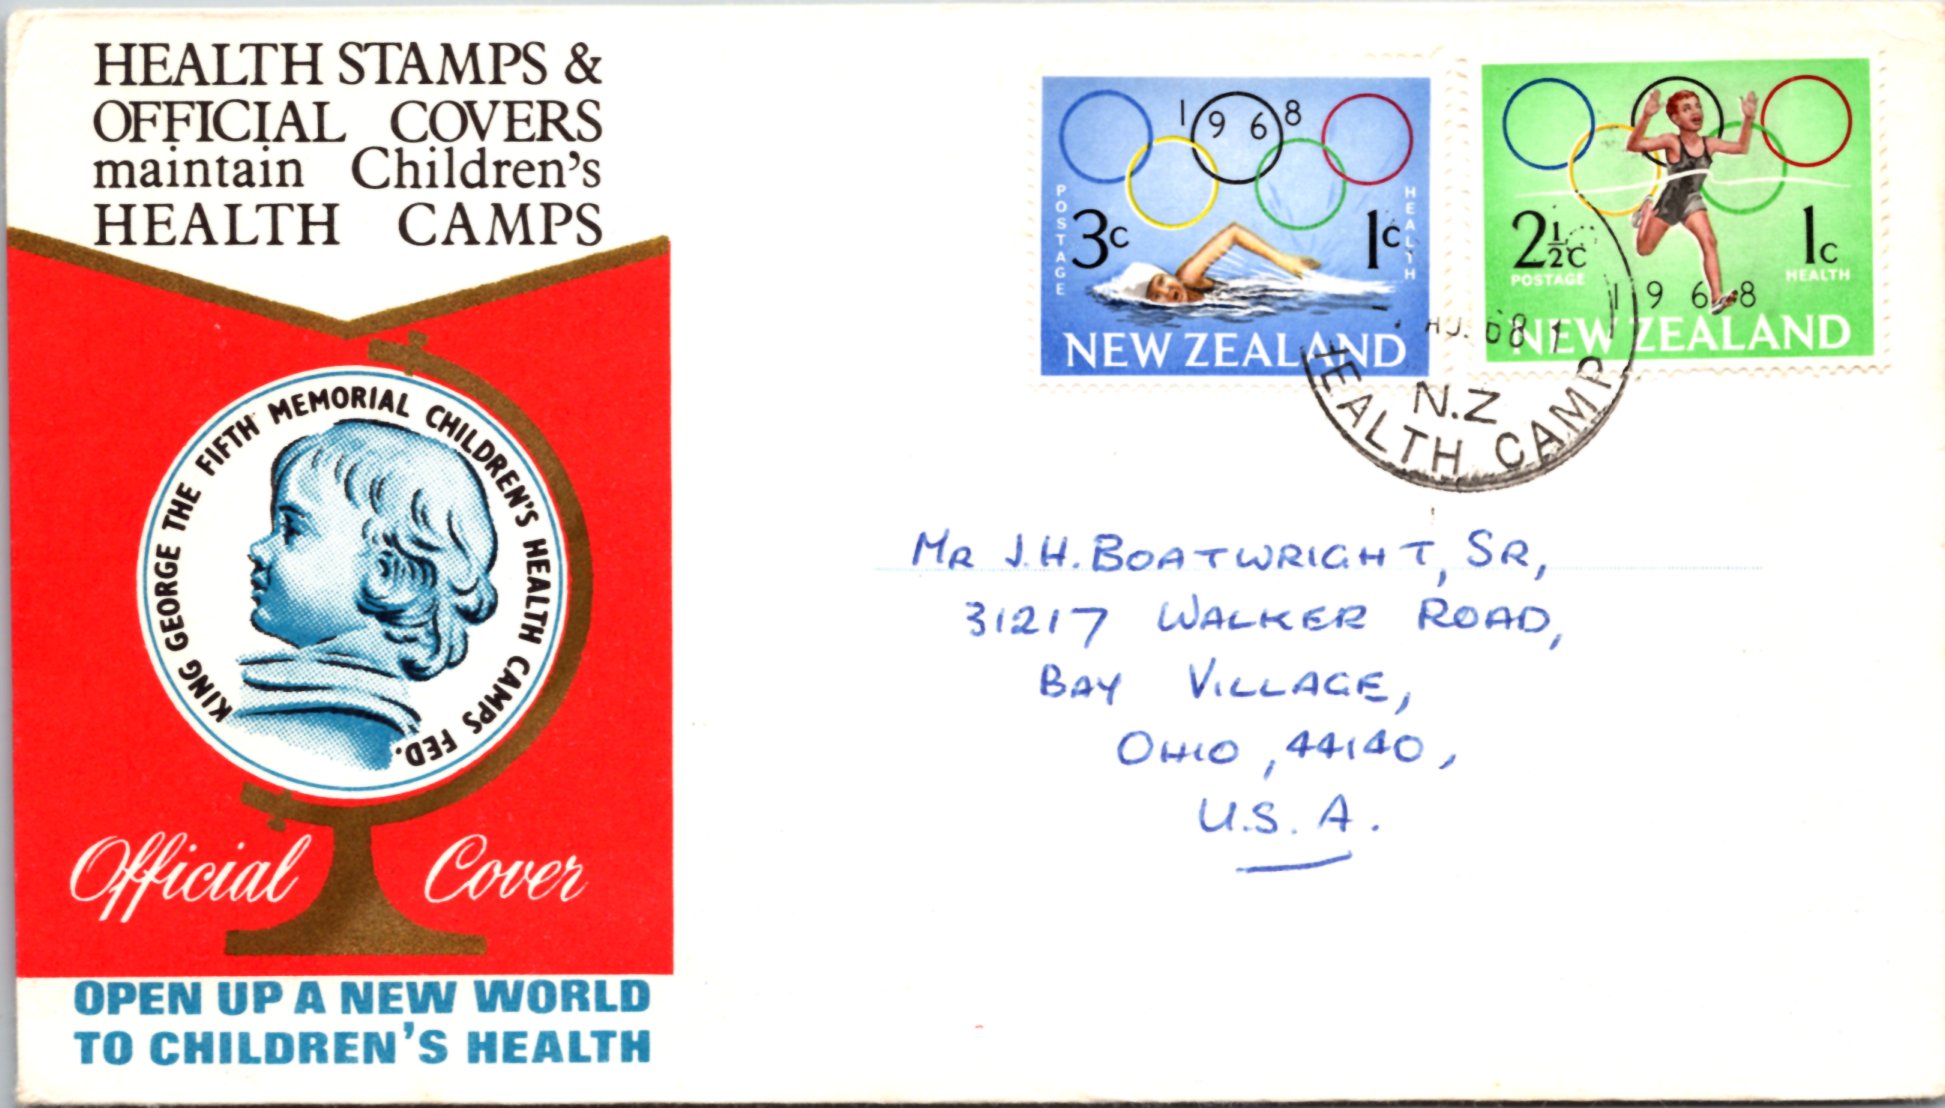 HEALTH STAMPS &
OFFICIAL COVERS
maintain Children's
HEALTH CAMPS
KING GEORGE THE FIFTH MEMORIAL CHILDREN'S HEALTH CAMPS FED.
Official Cover
OPEN UP A NEW WORLD
TO CHILDREN'S HEALTH
1968
POSTAGE
3c
1c
HEALTH
NEW ZEALAND
2½c
POSTAGE
1c
HEALTH
1968
NEW ZEALAND
68
N.Z
HEALTH CAMP
MR J.H. BOATWRIGHT, SR,
31217 WALKER ROAD,
BAY VILLAGE,
OHIO, 44140,
U.S.A.